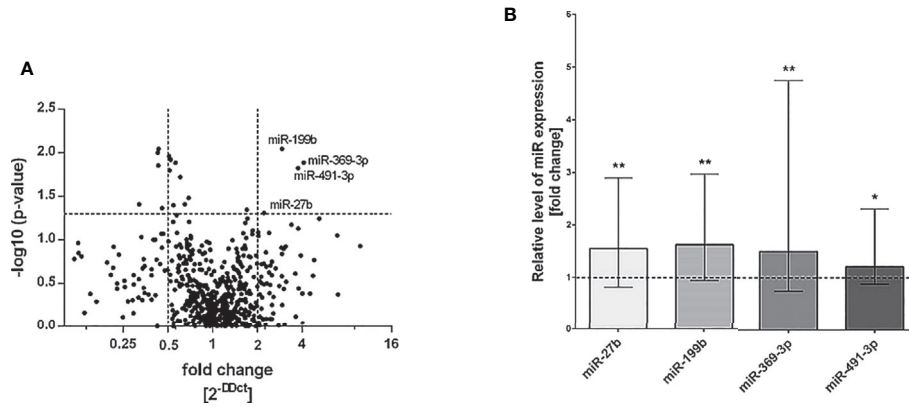 A
2.5
2.0
1.5
1.0
0.5
0.0
-log10 (p-value)
miR-199b
miR-369-3p
miR-491-3p
miR-27b
0.25
0.5
1
2
4
16
fold change
[2-DDct]
B
6
5
4
3
2
1
0
Relative level of miR expression
[fold change]
**
**
**
*
miR-27b
miR-199b
miR-369-3p
miR-491-3p